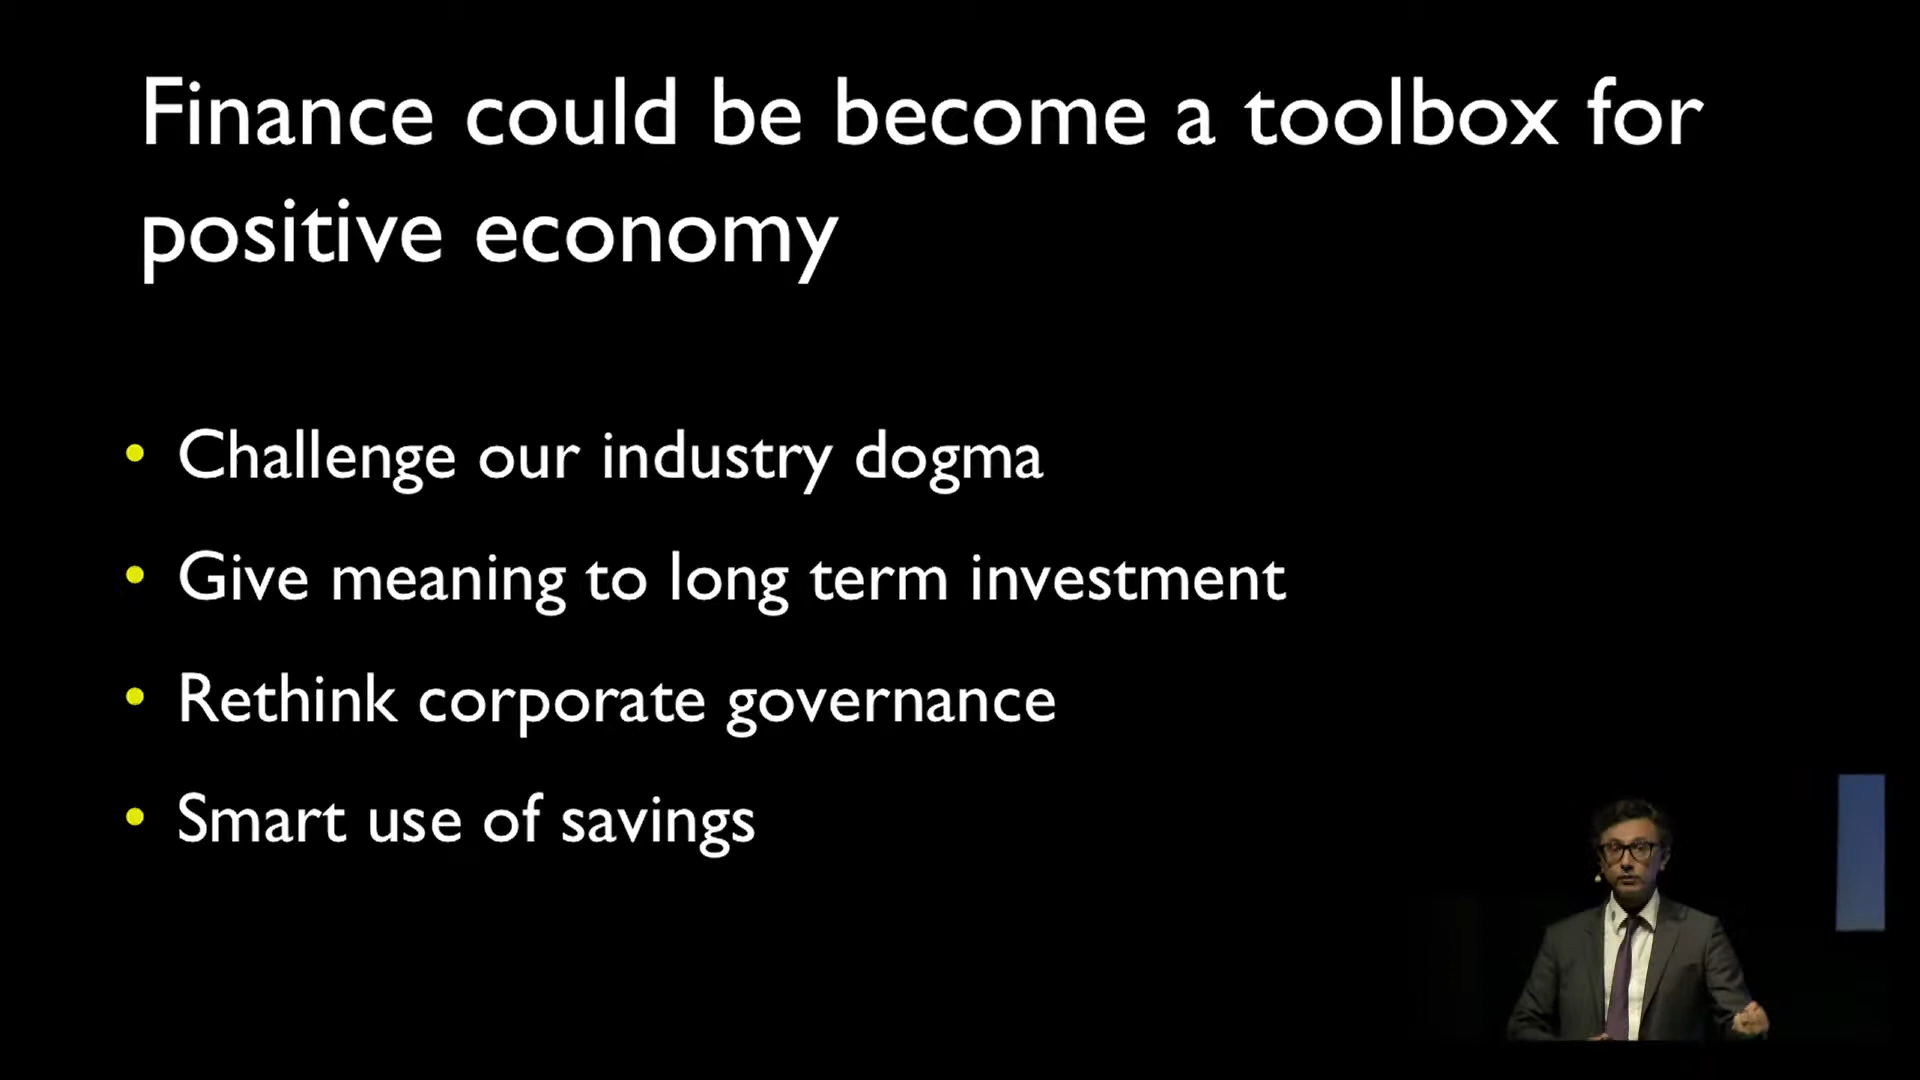 Finance could be become a toolbox for
positive economy
• Challenge our industry dogma
• Give meaning to long term investment
• Rethink corporate governance
• Smart use of savings